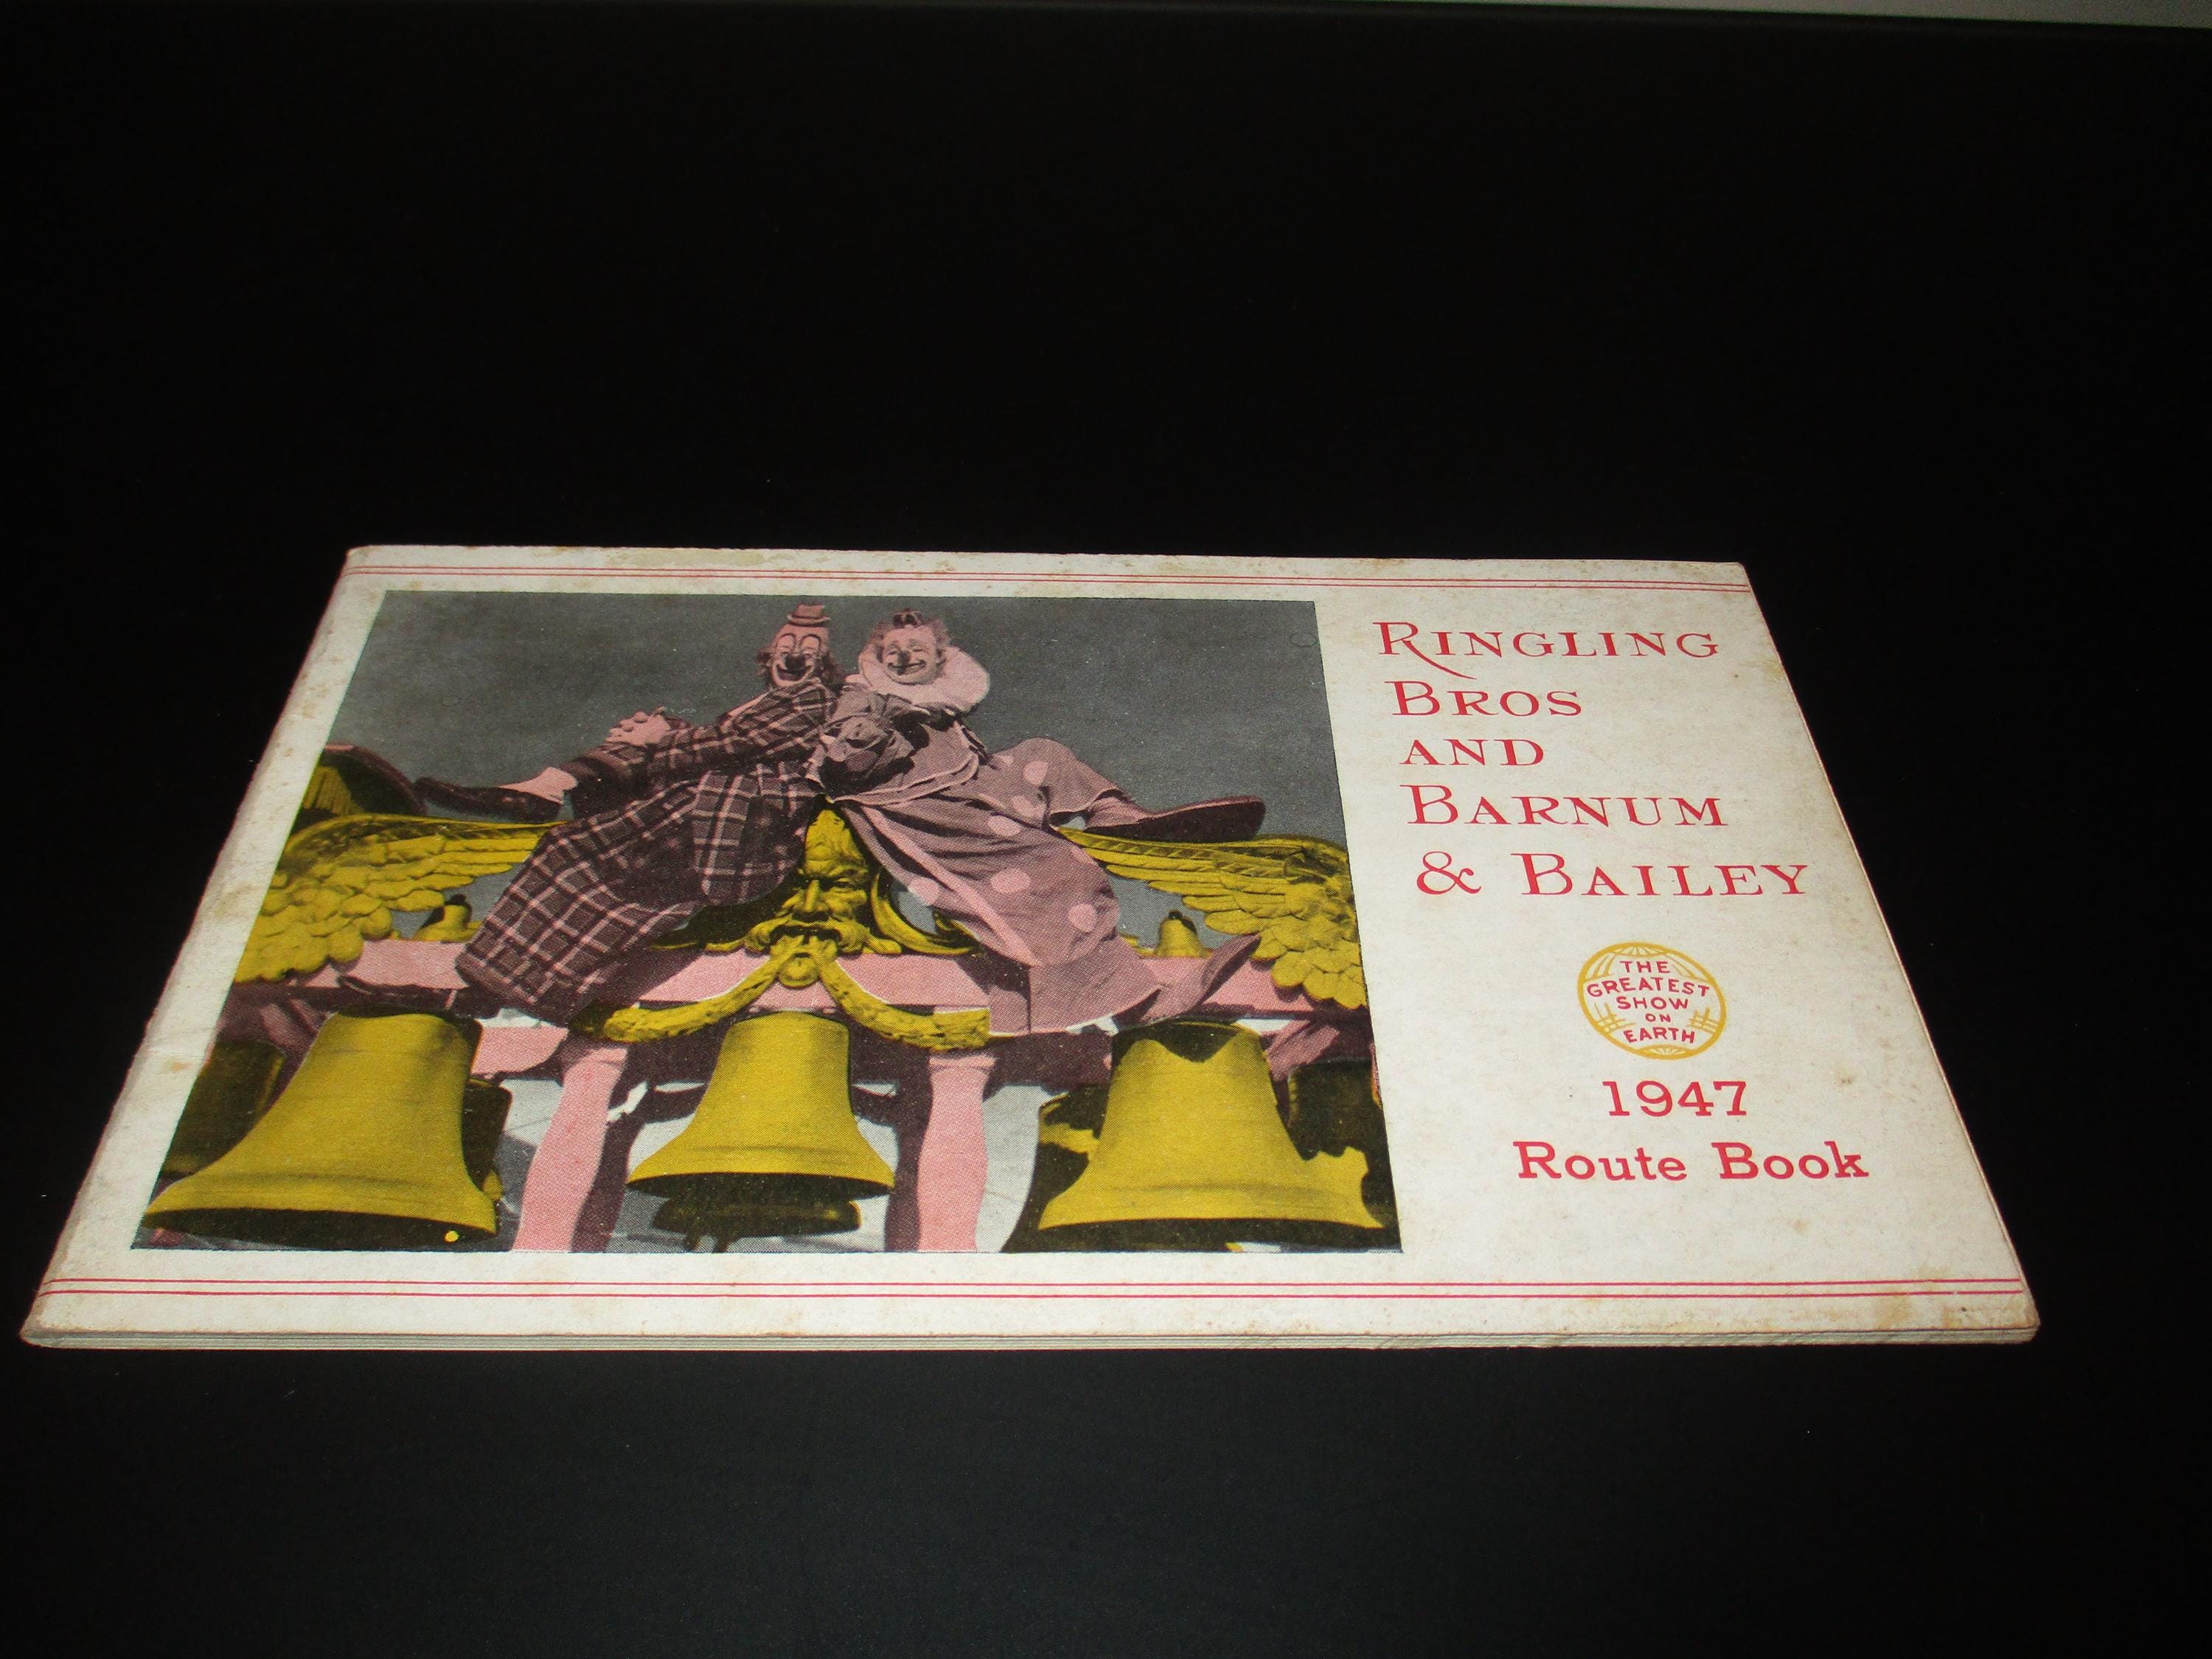 RINGLING
BROS
AND
BARNUM
& BAILEY
THE
GREATEST
SHOW
ON
EARTH
1947
Route Book